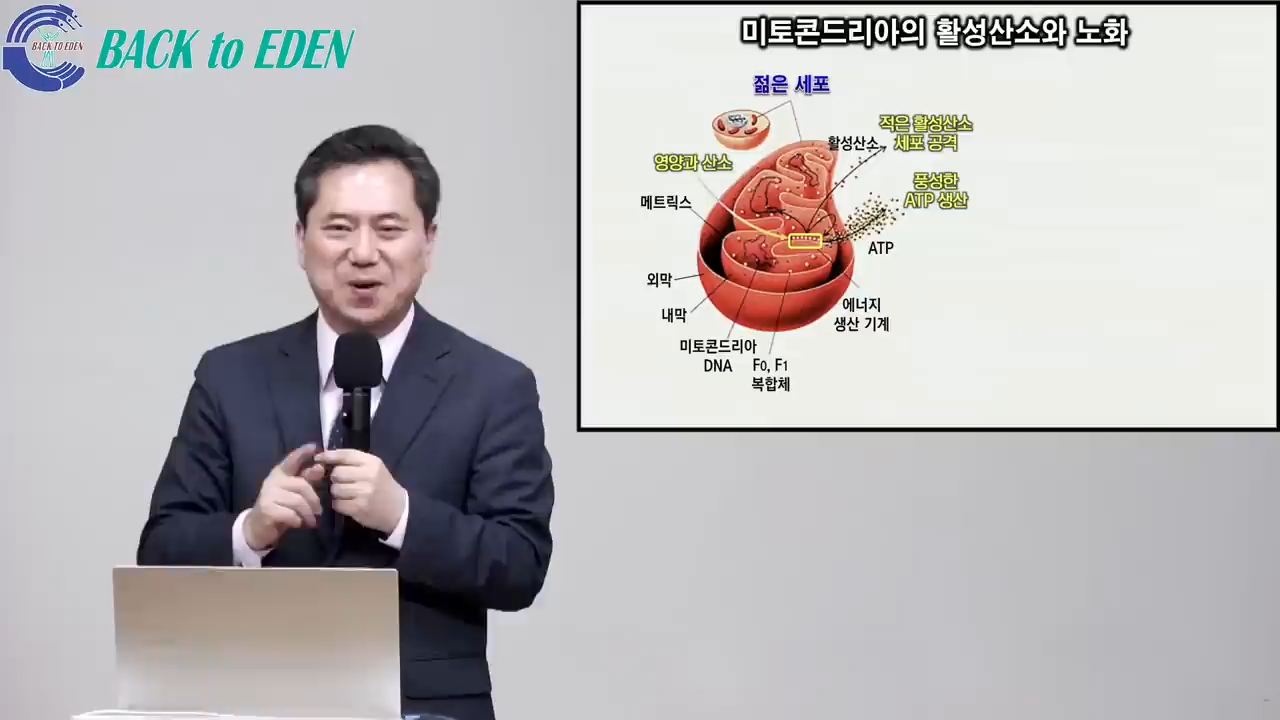 BACK TO EDEN
BACK to EDEN
미토콘드리아의 활성산소와 노화
젊은 세포
적은 활성산소
세포 공격
활성산소
영양과 산소
풍성한
ATP 생산
메트릭스
ATP
외막
에너지
생산 기계
내막
미토콘드리아
DNA
F0, F1
복합체